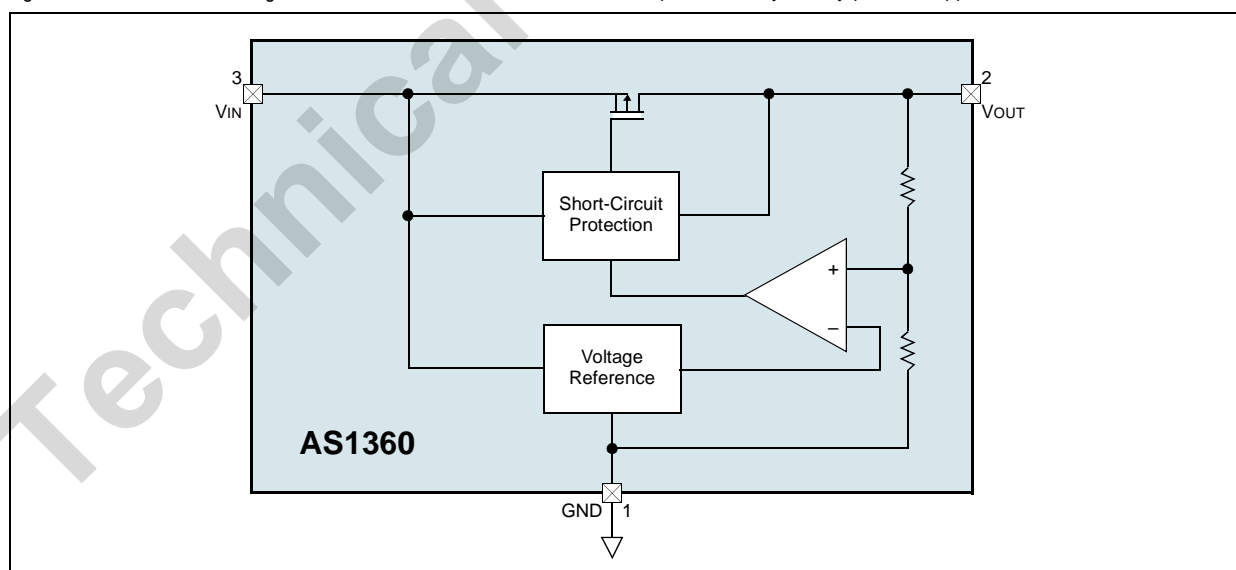 3
2
VIN
VOUT
Short-Circuit
Protection
+
–
Voltage
Reference
AS1360
GND 1
Technical